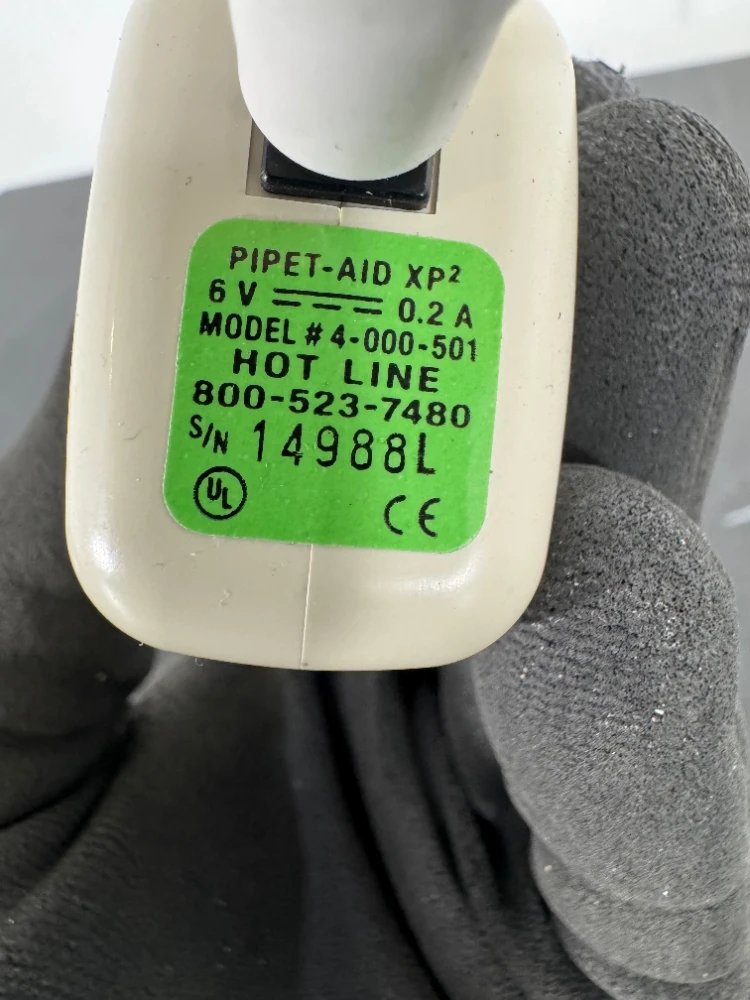 PIPET-AID XP²
6 V ⎓ 0.2 A
MODEL # 4-000-501
HOT LINE
800-523-7480
S/N 14988L
UL CE